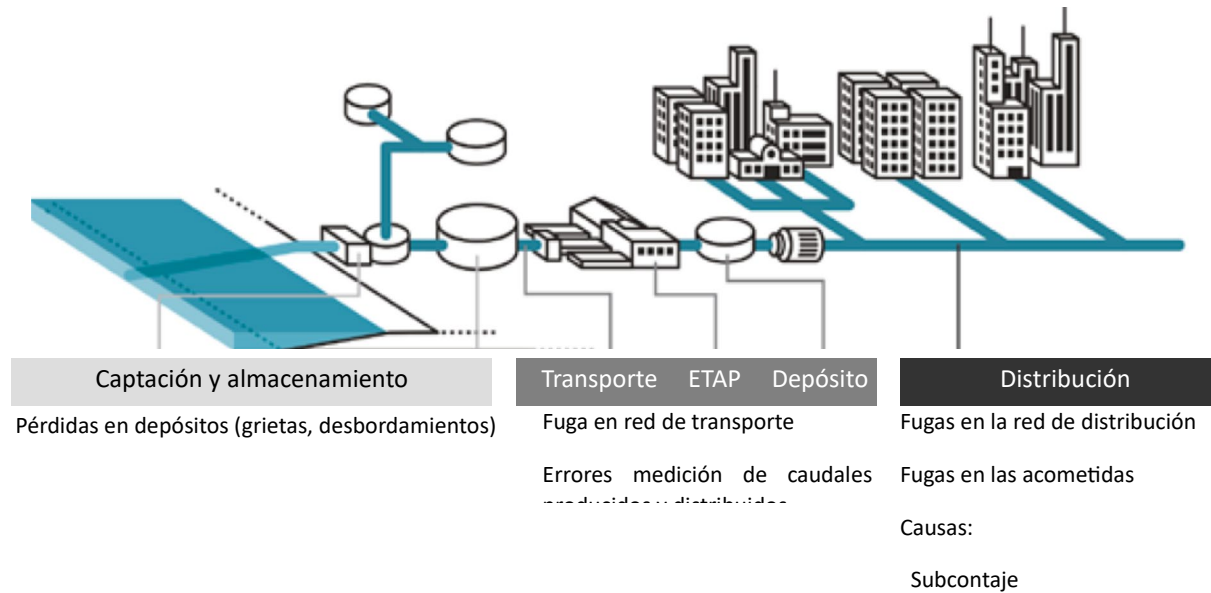 Captación y almacenamiento
Pérdidas en depósitos (grietas, desbordamientos)
Transporte ETAP Depósito
Fuga en red de transporte
Errores medición de caudales
Distribución
Fugas en la red de distribución
Fugas en las acometidas
Causas:
Subcontaje